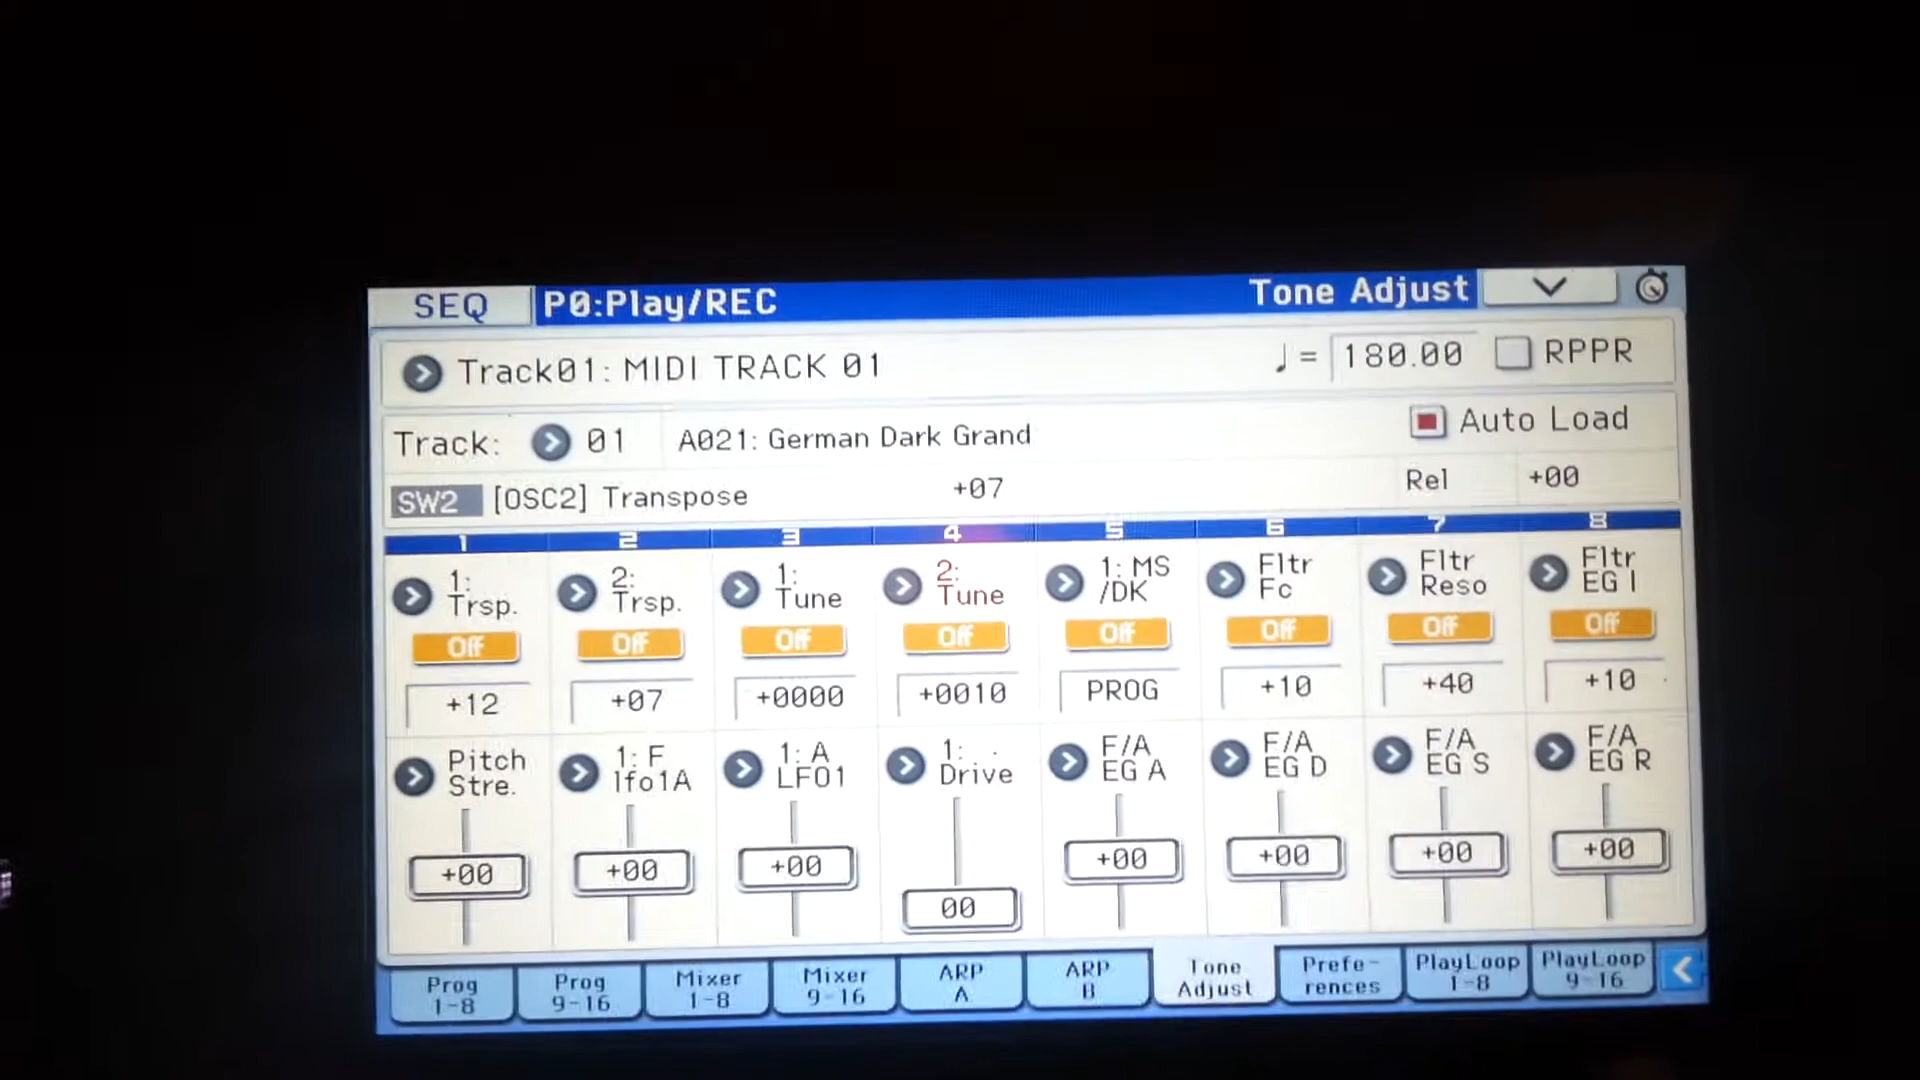 SEQ P0:Play/REC Tone Adjust
Track01: MIDI TRACK 01 ♩ = 180.00 RPPR
Track: 01 A021: German Dark Grand Auto Load
SW2 [OSC2] Transpose +07 Rel +00
1 2 3 4 5 6 7 8
1: 2: 1: 2: 1: MS Fltr Fltr Fltr
Trsp. Trsp. Tune Tune /DK Fc Reso EG I
Off Off Off Off Off Off Off Off
+12 +07 +0000 +0010 PROG +10 +40 +10
Pitch 1: F 1: A 1: F/A F/A F/A F/A
Stre. lfo1A LFO1 Drive EG A EG D EG S EG R
+00 +00 +00 00 +00 +00 +00 +00
Prog Prog Mixer Mixer ARP ARP Tone Prefe- PlayLoop PlayLoop
1-8 9-16 1-8 9-16 A B Adjust rences 1-8 9-16